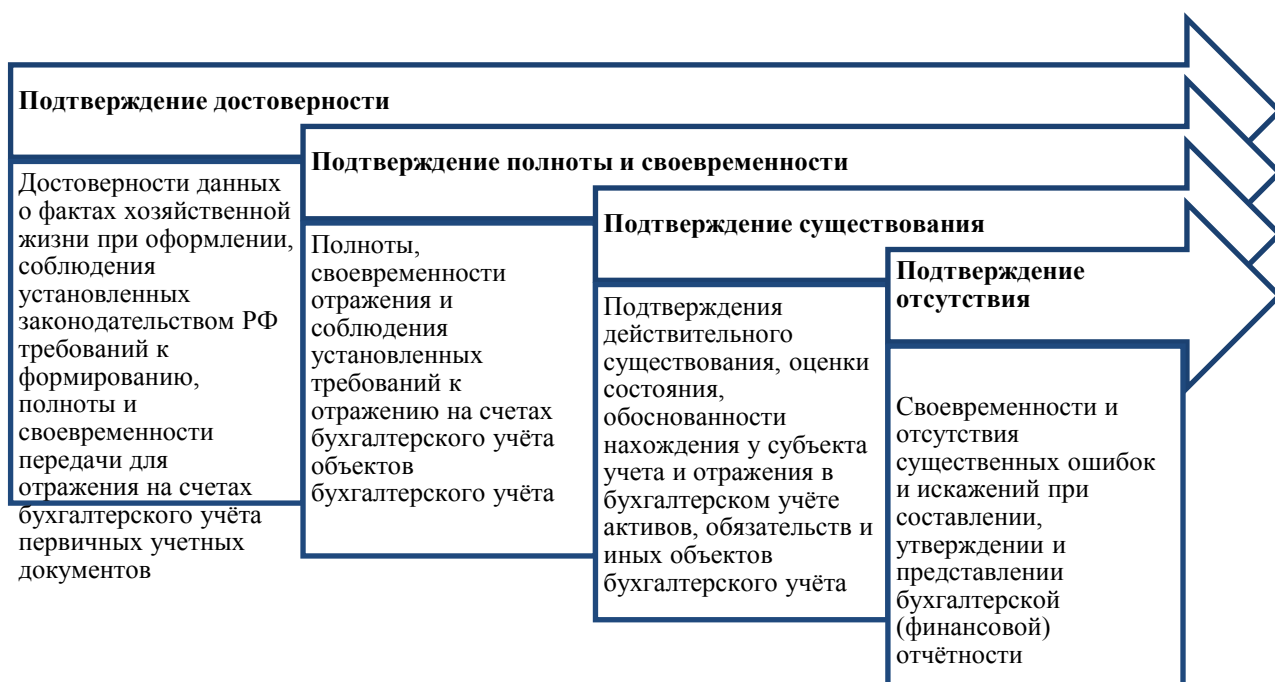 Подтверждение достоверности
Достоверности данных
о фактах хозяйственной
жизни при оформлении,
соблюдения
установленных
законодательством РФ
требований к
формированию,
полноты и
своевременности
передачи для
отражения на счетах
бухгалтерского учёта
первичных учетных
документов
Подтверждение полноты и своевременности
Полноты,
своевременности
отражения и
соблюдения
установленных
требований к
отражению на счетах
бухгалтерского учёта
объектов
бухгалтерского учёта
Подтверждение существования
Подтверждения
действительного
существования, оценки
состояния,
обоснованности
нахождения у субъекта
учета и отражения в
бухгалтерском учёте
активов, обязательств и
иных объектов
бухгалтерского учёта
Подтверждение
отсутствия
Своевременности и
отсутствия
существенных ошибок
и искажений при
составлении,
утверждении и
представлении
бухгалтерской
(финансовой)
отчётности